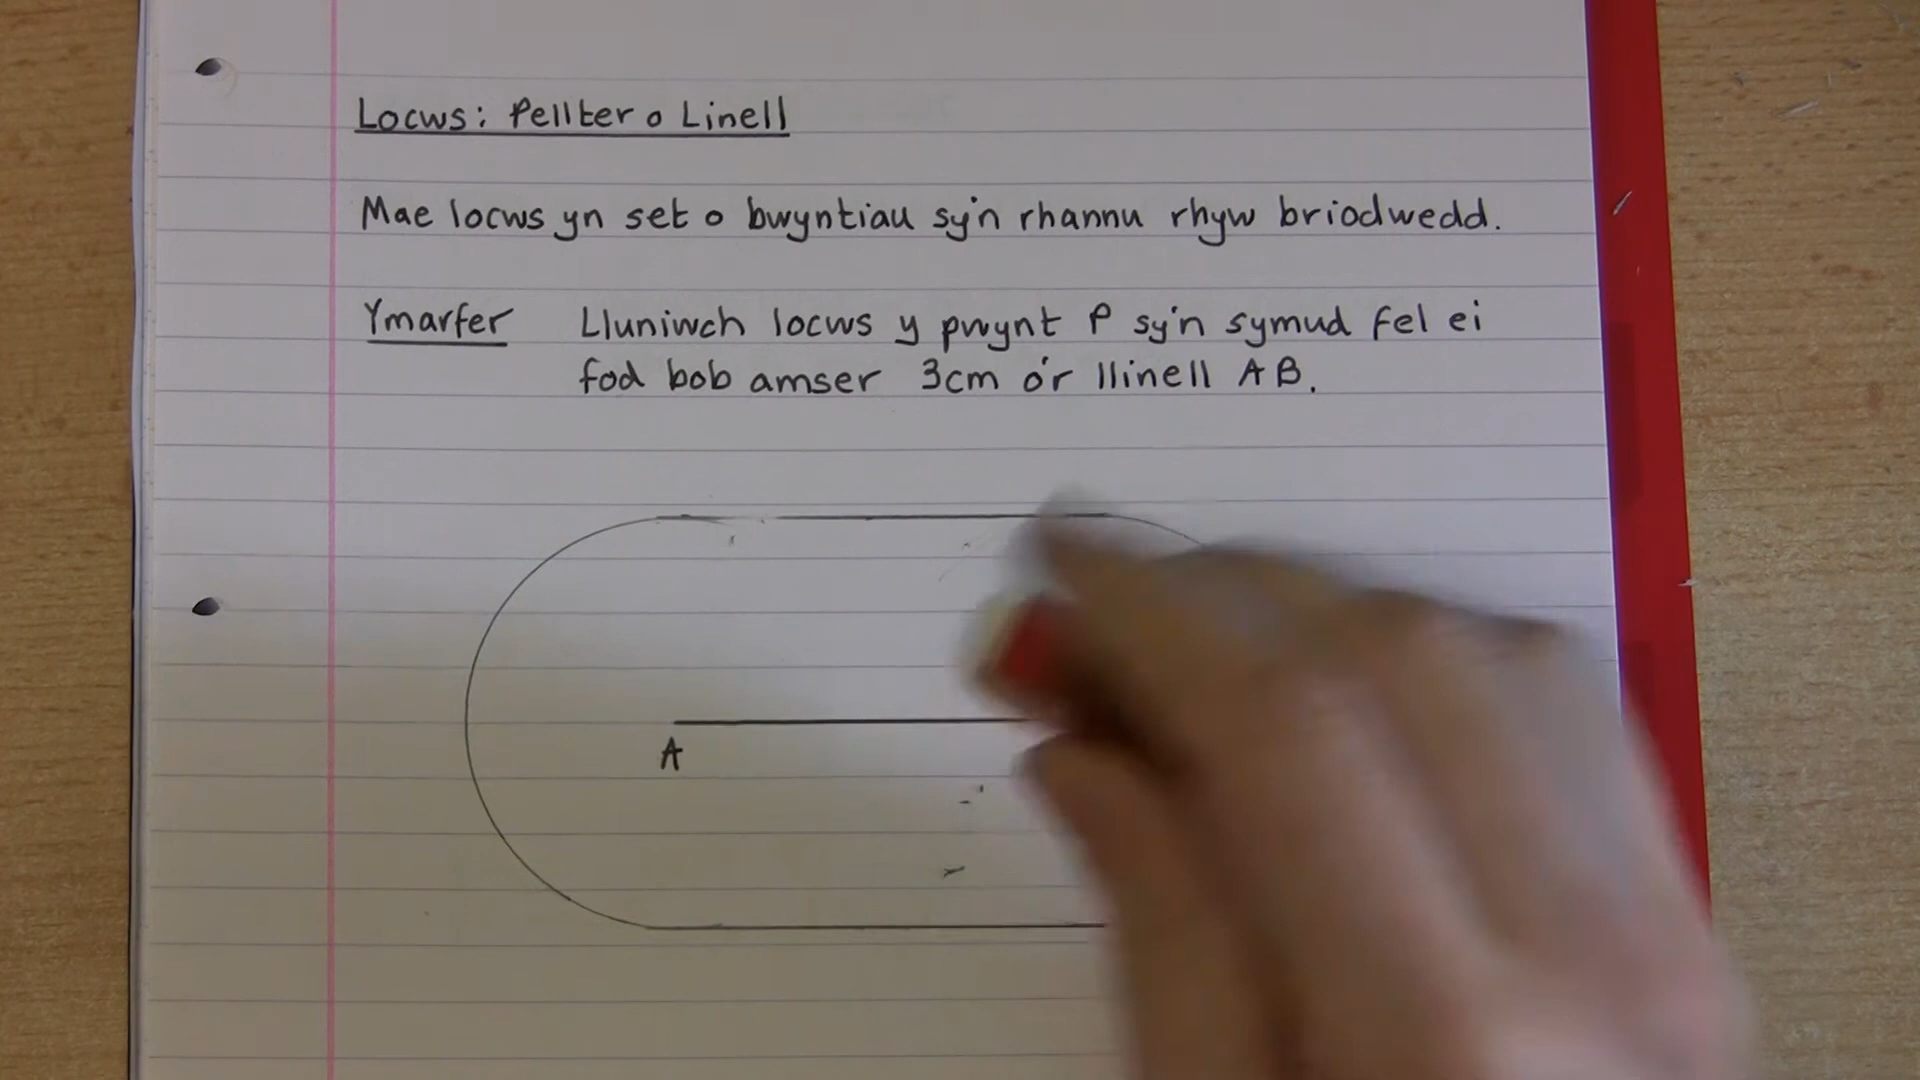 Locws: Pellter o Linell
Mae locws yn set o bwyntiau sy'n rhannu rhyw briodwedd.
Ymarfer Lluniwch locws y pwynt P sy'n symud fel ei
fod bob amser 3cm o'r llinell AB.
A